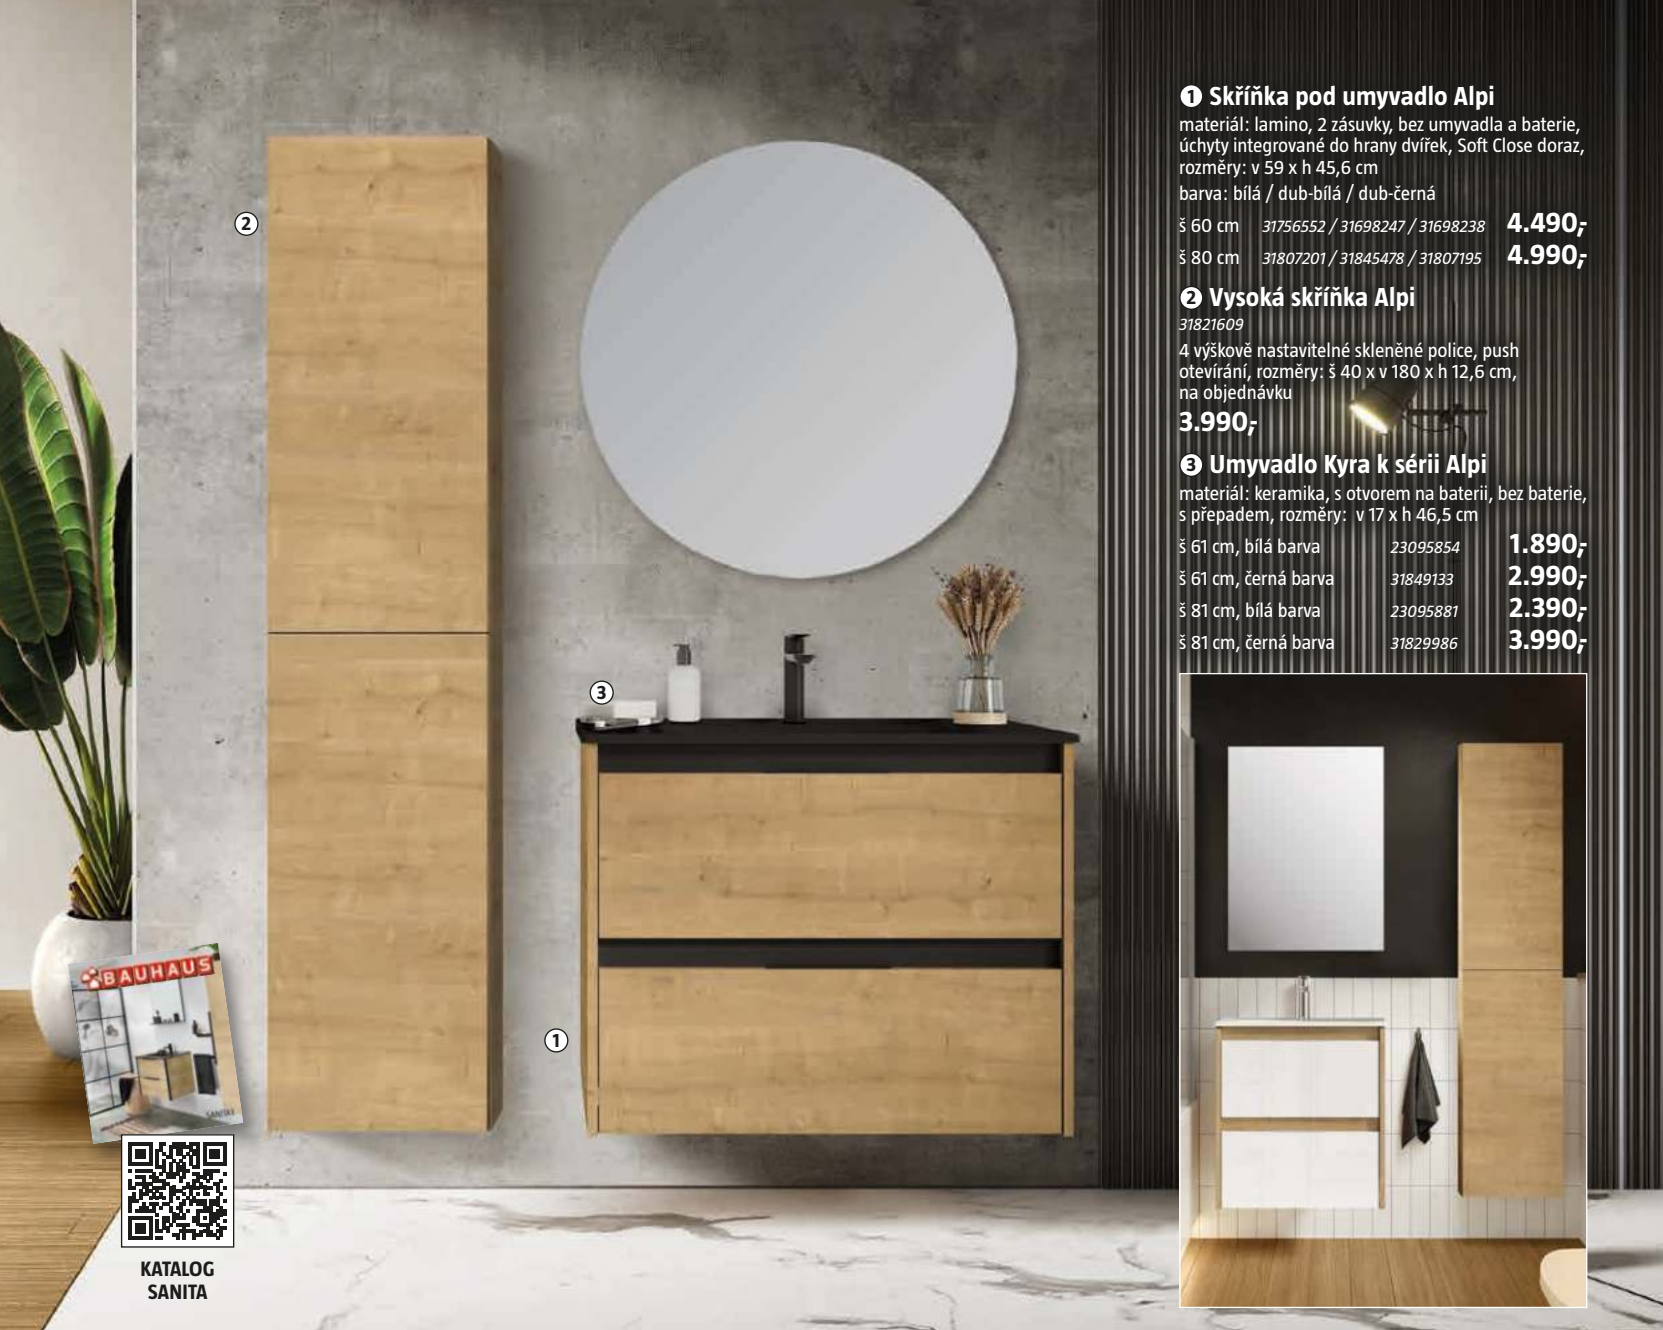 ❶ Skříňka pod umyvadlo Alpi
materiál: lamino, 2 zásuvky, bez umyvadla a baterie,
úchyty integrované do hrany dvířek, Soft Close doraz,
rozměry: v 59 x h 45,6 cm
barva: bílá / dub-bílá / dub-černá
š 60 cm 31756552 / 31698247 / 31698238 4.490,-
š 80 cm 31807201 / 31845478 / 31807195 4.990,-
❷ Vysoká skříňka Alpi
31821609
4 výškově nastavitelné skleněné police, push
otevírání, rozměry: š 40 x v 180 x h 12,6 cm,
na objednávku
3.990,-
❸ Umyvadlo Kyra k sérii Alpi
materiál: keramika, s otvorem na baterii, bez baterie,
s přepadem, rozměry: v 17 x h 46,5 cm
š 61 cm, bílá barva 23095854 1.890,-
š 61 cm, černá barva 31849133 2.990,-
š 81 cm, bílá barva 23095881 2.390,-
š 81 cm, černá barva 31829986 3.990,-
2
3
1
BAUHAUS
SANITA
KATALOG
SANITA